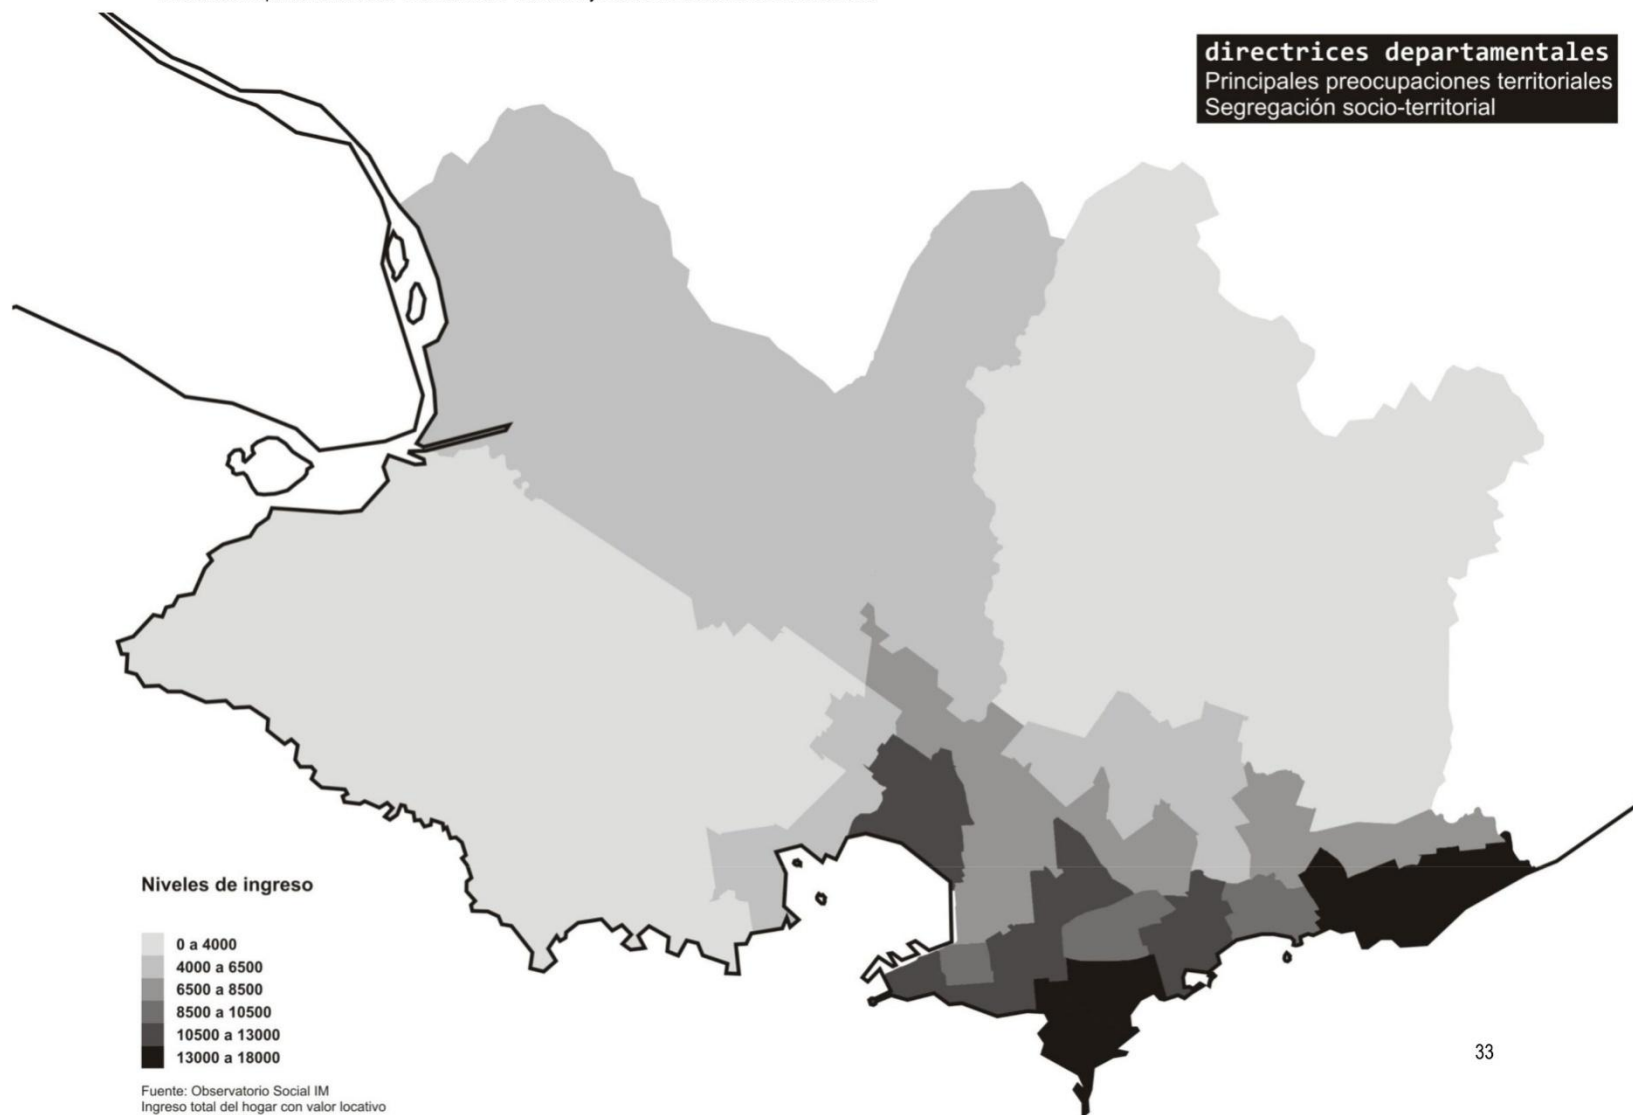 directrices departamentales
Principales preocupaciones territoriales
Segregación socio-territorial
Niveles de ingreso
0 a 4000
4000 a 6500
6500 a 8500
8500 a 10500
10500 a 13000
13000 a 18000
Fuente: Observatorio Social IM
Ingreso total del hogar con valor locativo
33